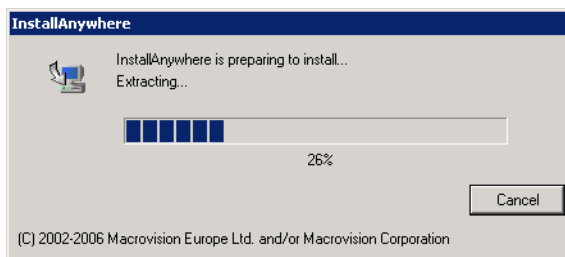 InstallAnywhere
InstallAnywhere is preparing to install...
Extracting...
26%
Cancel
(C) 2002-2006 Macrovision Europe Ltd. and/or Macrovision Corporation